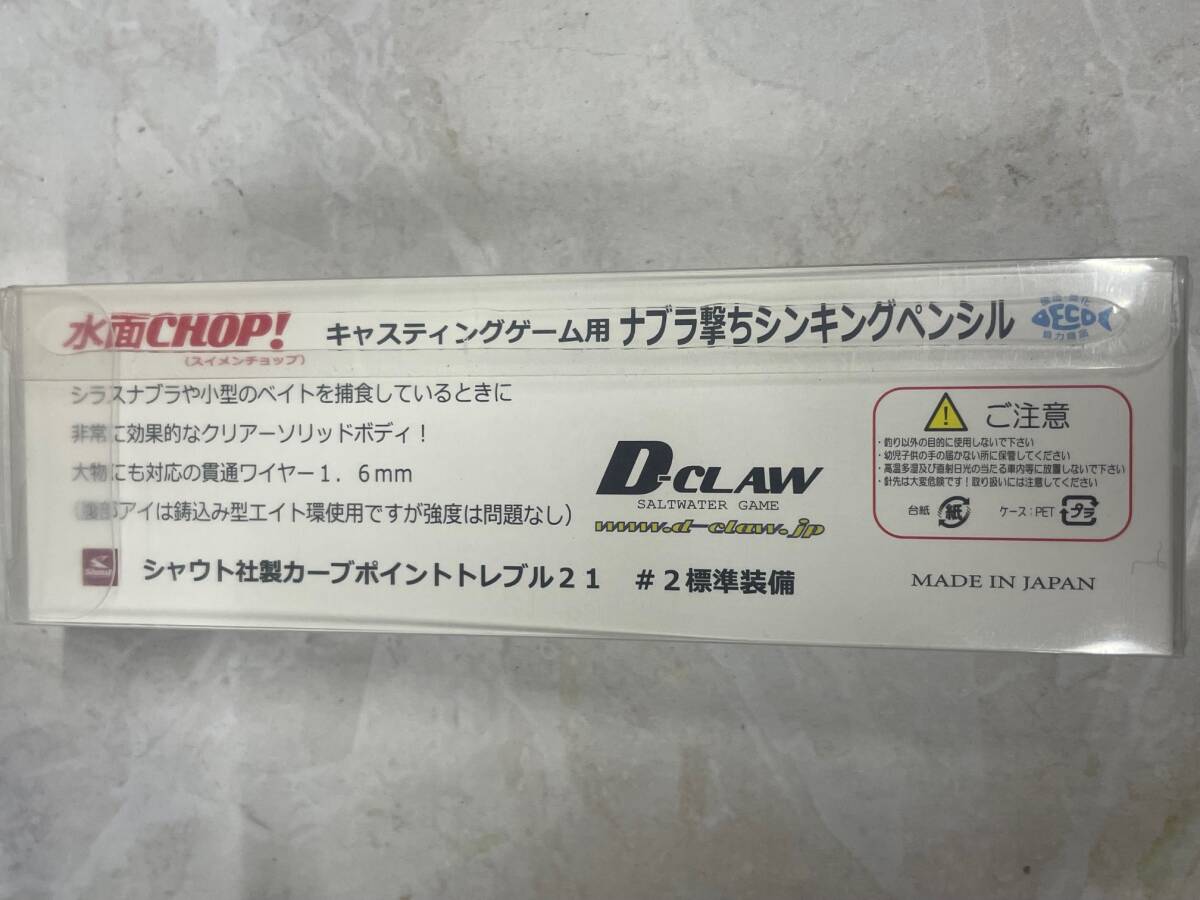 水面CHOP!
(スイメンチョップ)
キャスティングゲーム用 ナブラ撃ちシンキングペンシル
DECO
シラスナブラや小型のベイトを捕食しているときに
非常に効果的なクリアーソリッドボディ！
大物にも対応の貫通ワイヤー1．6mm
(腹部アイは鋳込み型エイト環使用ですが強度は問題なし)
Shout!
シャウト社製カーブポイントトレブル21 #2標準装備
D-CLAW
SALTWATER GAME
www.d-claw.jp
ご注意
・釣り以外の目的に使用しないで下さい
・幼児子供の手の届かない所に保管してください
・高温多湿及び直射日光の当たる車内等に放置しないで下さい
・針先は大変危険です！取り扱いには注意してください
台紙 紙 ケース：PET プラ
MADE IN JAPAN